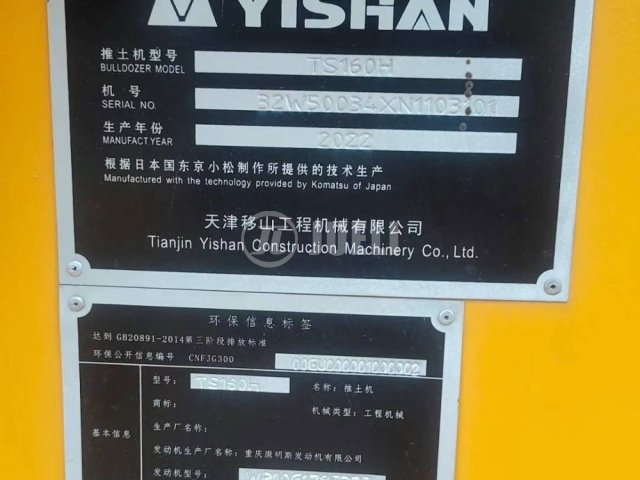 YISHAN
推土机型号 TS160H
BULLDOZER MODEL
机号 32W50034XN1103101
SERIAL NO.
生产年份 2022
MANUFACT YEAR
根据日本国东京小松制作所提供的技术生产
Manufactured with the technology provided by Komatsu of Japan
天津移山工程机械有限公司
Tianjin Yishan Construction Machinery Co., Ltd.
环保信息标签
达到 GB20891-2014第三阶段排放标准
环保公开信息编号 CNFJG300
基本信息
型号: TS160H 名称: 推土机
商标: 机械类型: 工程机械
生产厂名称:
发动机生产厂名称: 重庆康明斯发动机有限公司
发动机型号: